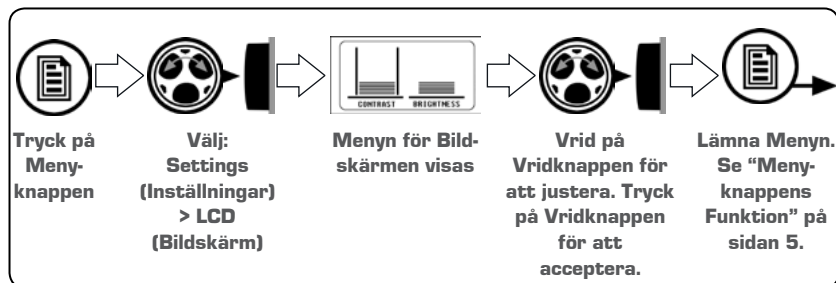 CONTRAST BRIGHTNESS
Tryck på
Meny-
knappen
Välj:
Settings
(Inställningar)
> LCD
(Bildskärm)
Menyn för Bild-
skärmen visas
Vrid på
Vridknappen för
att justera. Tryck
på Vridknappen
för att
acceptera.
Lämna Menyn.
Se “Meny-
knappens
Funktion” på
sidan 5.